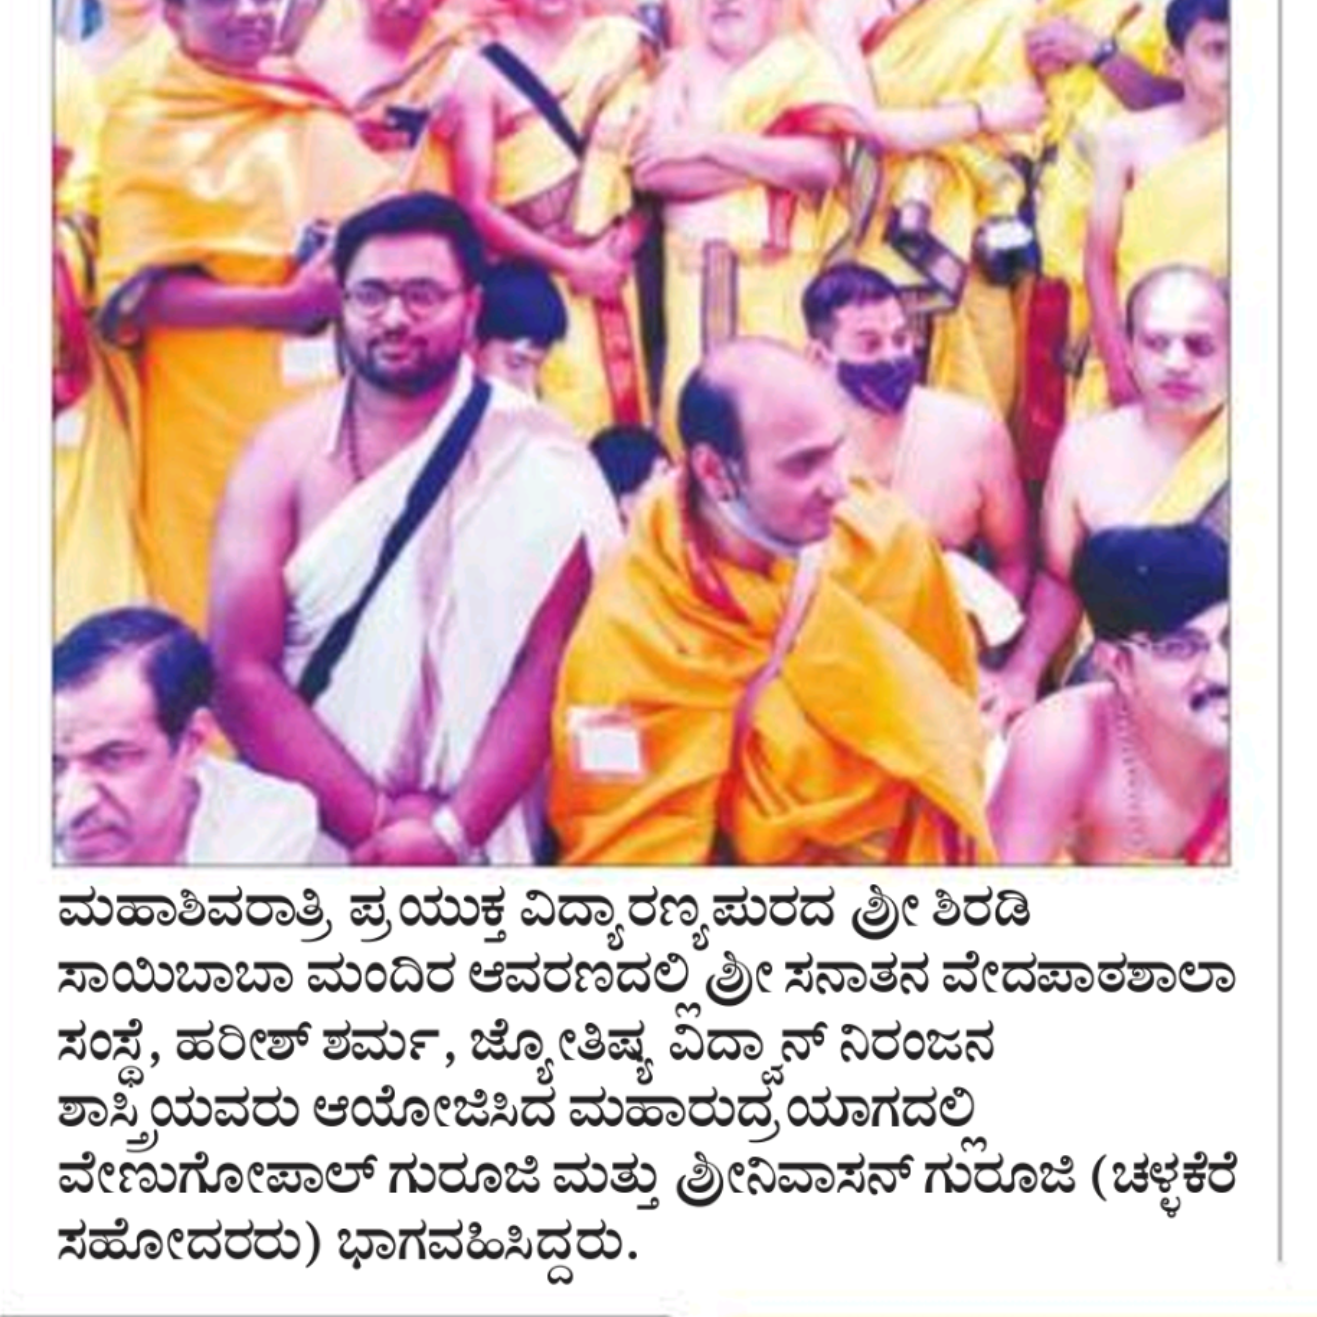 ಮಹಾಶಿವರಾತ್ರಿ ಪ್ರಯುಕ್ತ ವಿದ್ಯಾರಣ್ಯಪುರದ ಶ್ರೀ ಶಿರಡಿ
ಸಾಯಿಬಾಬಾ ಮಂದಿರ ಆವರಣದಲ್ಲಿ ಶ್ರೀ ಸನಾತನ ವೇದಪಾಠಶಾಲಾ
ಸಂಸ್ಥೆ, ಹರೀಶ್ ಶರ್ಮ, ಜ್ಯೋತಿಷ್ಯ ವಿದ್ವಾನ್ ನಿರಂಜನ
ಶಾಸ್ತ್ರಿಯವರು ಆಯೋಜಿಸಿದ ಮಹಾರುದ್ರಯಾಗದಲ್ಲಿ
ವೇಣುಗೋಪಾಲ್ ಗುರೂಜಿ ಮತ್ತು ಶ್ರೀನಿವಾಸನ್ ಗುರೂಜಿ (ಚಳ್ಳಕೆರೆ
ಸಹೋದರರು) ಭಾಗವಹಿಸಿದ್ದರು.